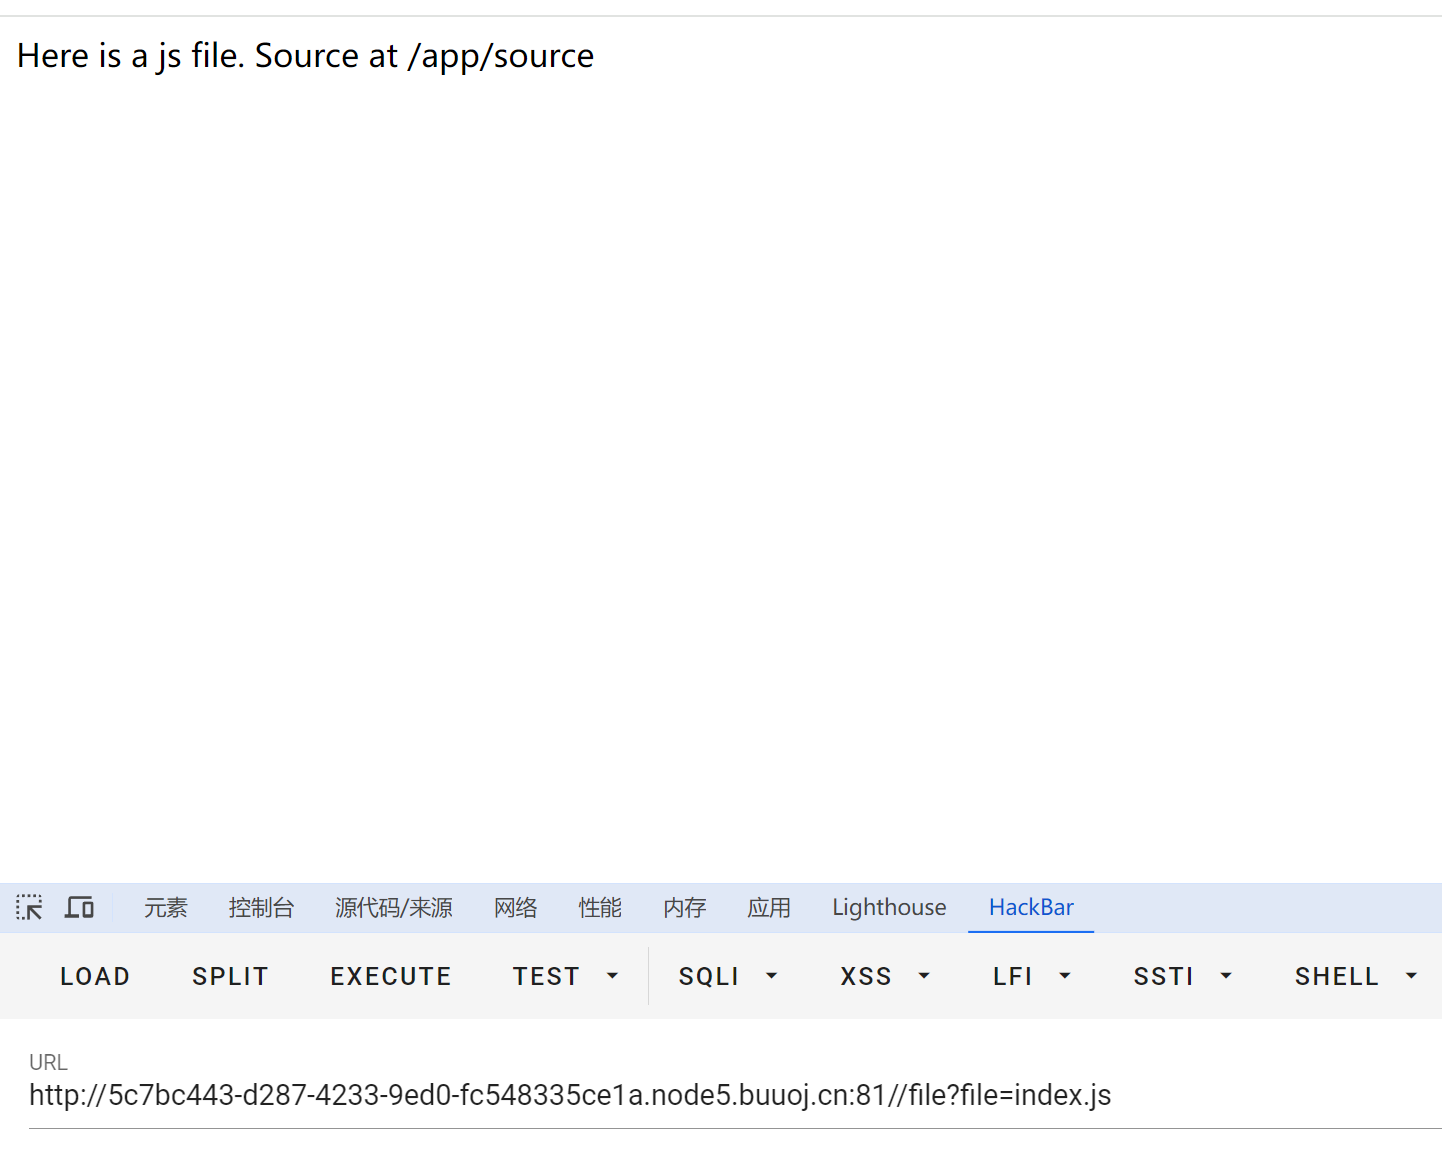 Here is a js file. Source at /app/source
元素 控制台 源代码/来源 网络 性能 内存 应用 Lighthouse HackBar
LOAD SPLIT EXECUTE TEST SQLI XSS LFI SSTI SHELL
URL
http://5c7bc443-d287-4233-9ed0-fc548335ce1a.node5.buuoj.cn:81//file?file=index.js